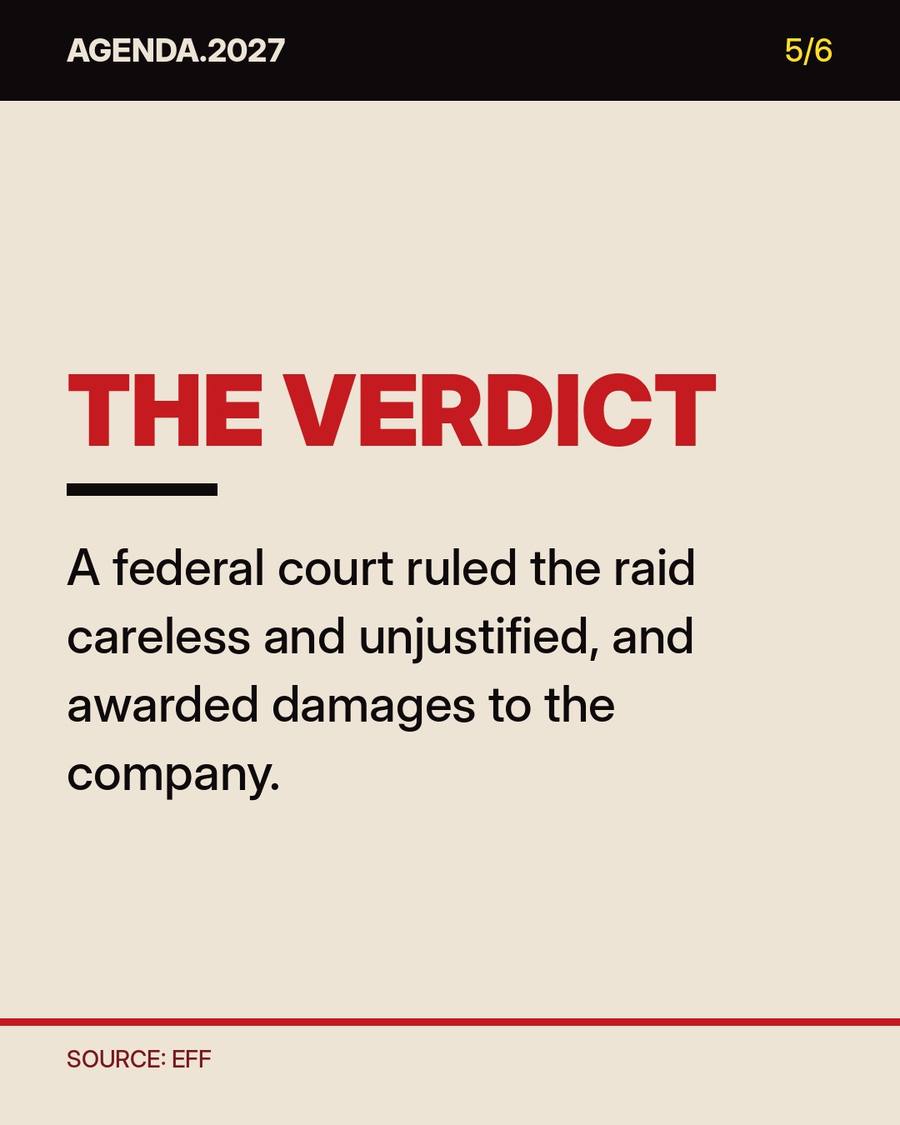 AGENDA.2027
5/6
THE VERDICT
A federal court ruled the raid
careless and unjustified, and
awarded damages to the
company.
SOURCE: EFF